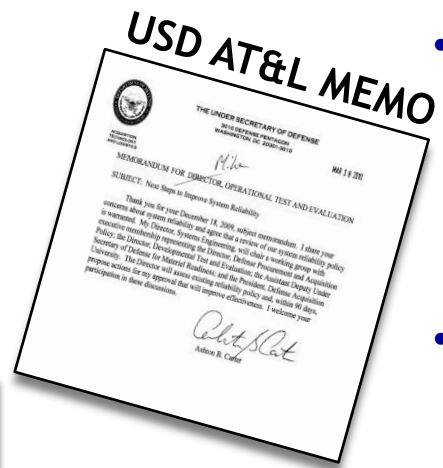 USD AT&L MEMO
THE UNDER SECRETARY OF DEFENSE
3010 DEFENSE PENTAGON
WASHINGTON, DC 20301-3010
ACQUISITION
TECHNOLOGY
AND LOGISTICS
MAR 18 2010
Mike
MEMORANDUM FOR DIRECTOR, OPERATIONAL TEST AND EVALUATION
SUBJECT: Next Steps to Improve System Reliability
Thank you for your December 18, 2009, subject memorandum. I share your
concerns about system reliability and agree that a review of our system reliability policy
is warranted. My Director, Systems Engineering, will chair a working group with
executive membership representing the Director, Defense Procurement and Acquisition
Policy; the Director, Developmental Test and Evaluation; the Assistant Deputy Under
Secretary of Defense for Materiel Readiness; and the President, Defense Acquisition
University. The Director will assess existing reliability policy and, within 90 days,
propose actions for my approval that will improve effectiveness. I welcome your
participation in these discussions.
Ashton B. Carter